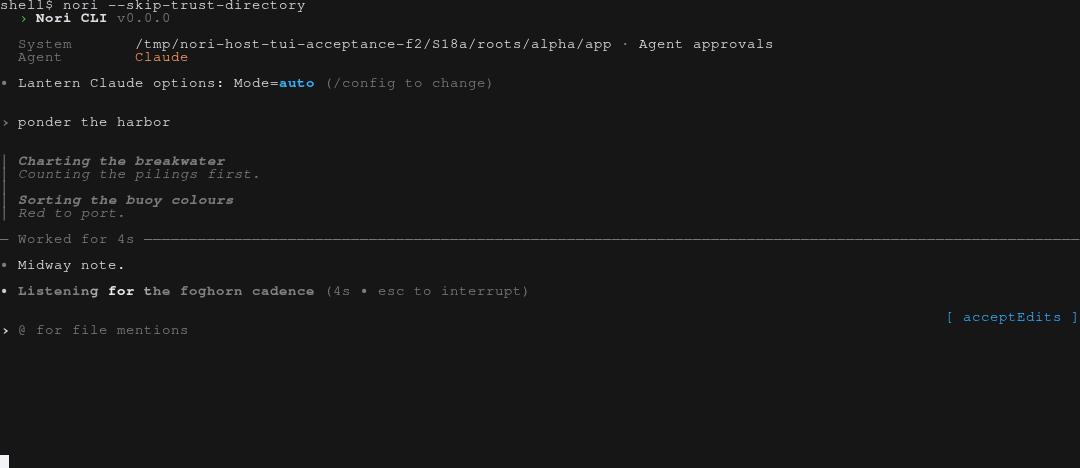 shell$ nori --skip-trust-directory
› Nori CLI v0.0.0
System /tmp/nori-host-tui-acceptance-f2/S18a/roots/alpha/app · Agent approvals
Agent Claude
• Lantern Claude options: Mode=auto (/config to change)
› ponder the harbor
Charting the breakwater
Counting the pilings first.
Sorting the buoy colours
Red to port.
Worked for 4s
• Midway note.
• Listening for the foghorn cadence (4s • esc to interrupt)
[ acceptEdits ]
› @ for file mentions